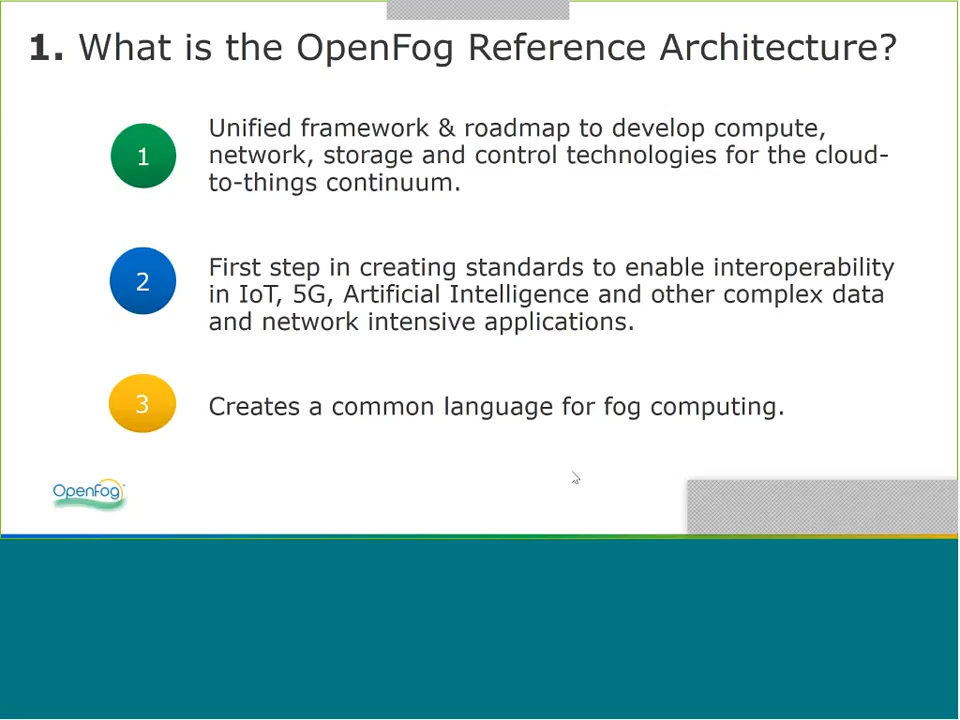 1. What is the OpenFog Reference Architecture?
1
Unified framework & roadmap to develop compute,
network, storage and control technologies for the cloud-
to-things continuum.
2
First step in creating standards to enable interoperability
in IoT, 5G, Artificial Intelligence and other complex data
and network intensive applications.
3
Creates a common language for fog computing.
OpenFog